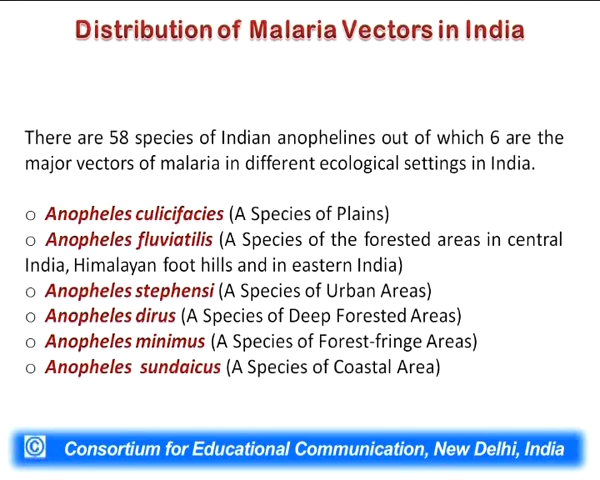 Distribution of Malaria Vectors in India
There are 58 species of Indian anophelines out of which 6 are the
major vectors of malaria in different ecological settings in India.
o Anopheles culicifacies (A Species of Plains)
o Anopheles fluviatilis (A Species of the forested areas in central
India, Himalayan foot hills and in eastern India)
o Anopheles stephensi (A Species of Urban Areas)
o Anopheles dirus (A Species of Deep Forested Areas)
o Anopheles minimus (A Species of Forest-fringe Areas)
o Anopheles sundaicus (A Species of Coastal Area)
© Consortium for Educational Communication, New Delhi, India